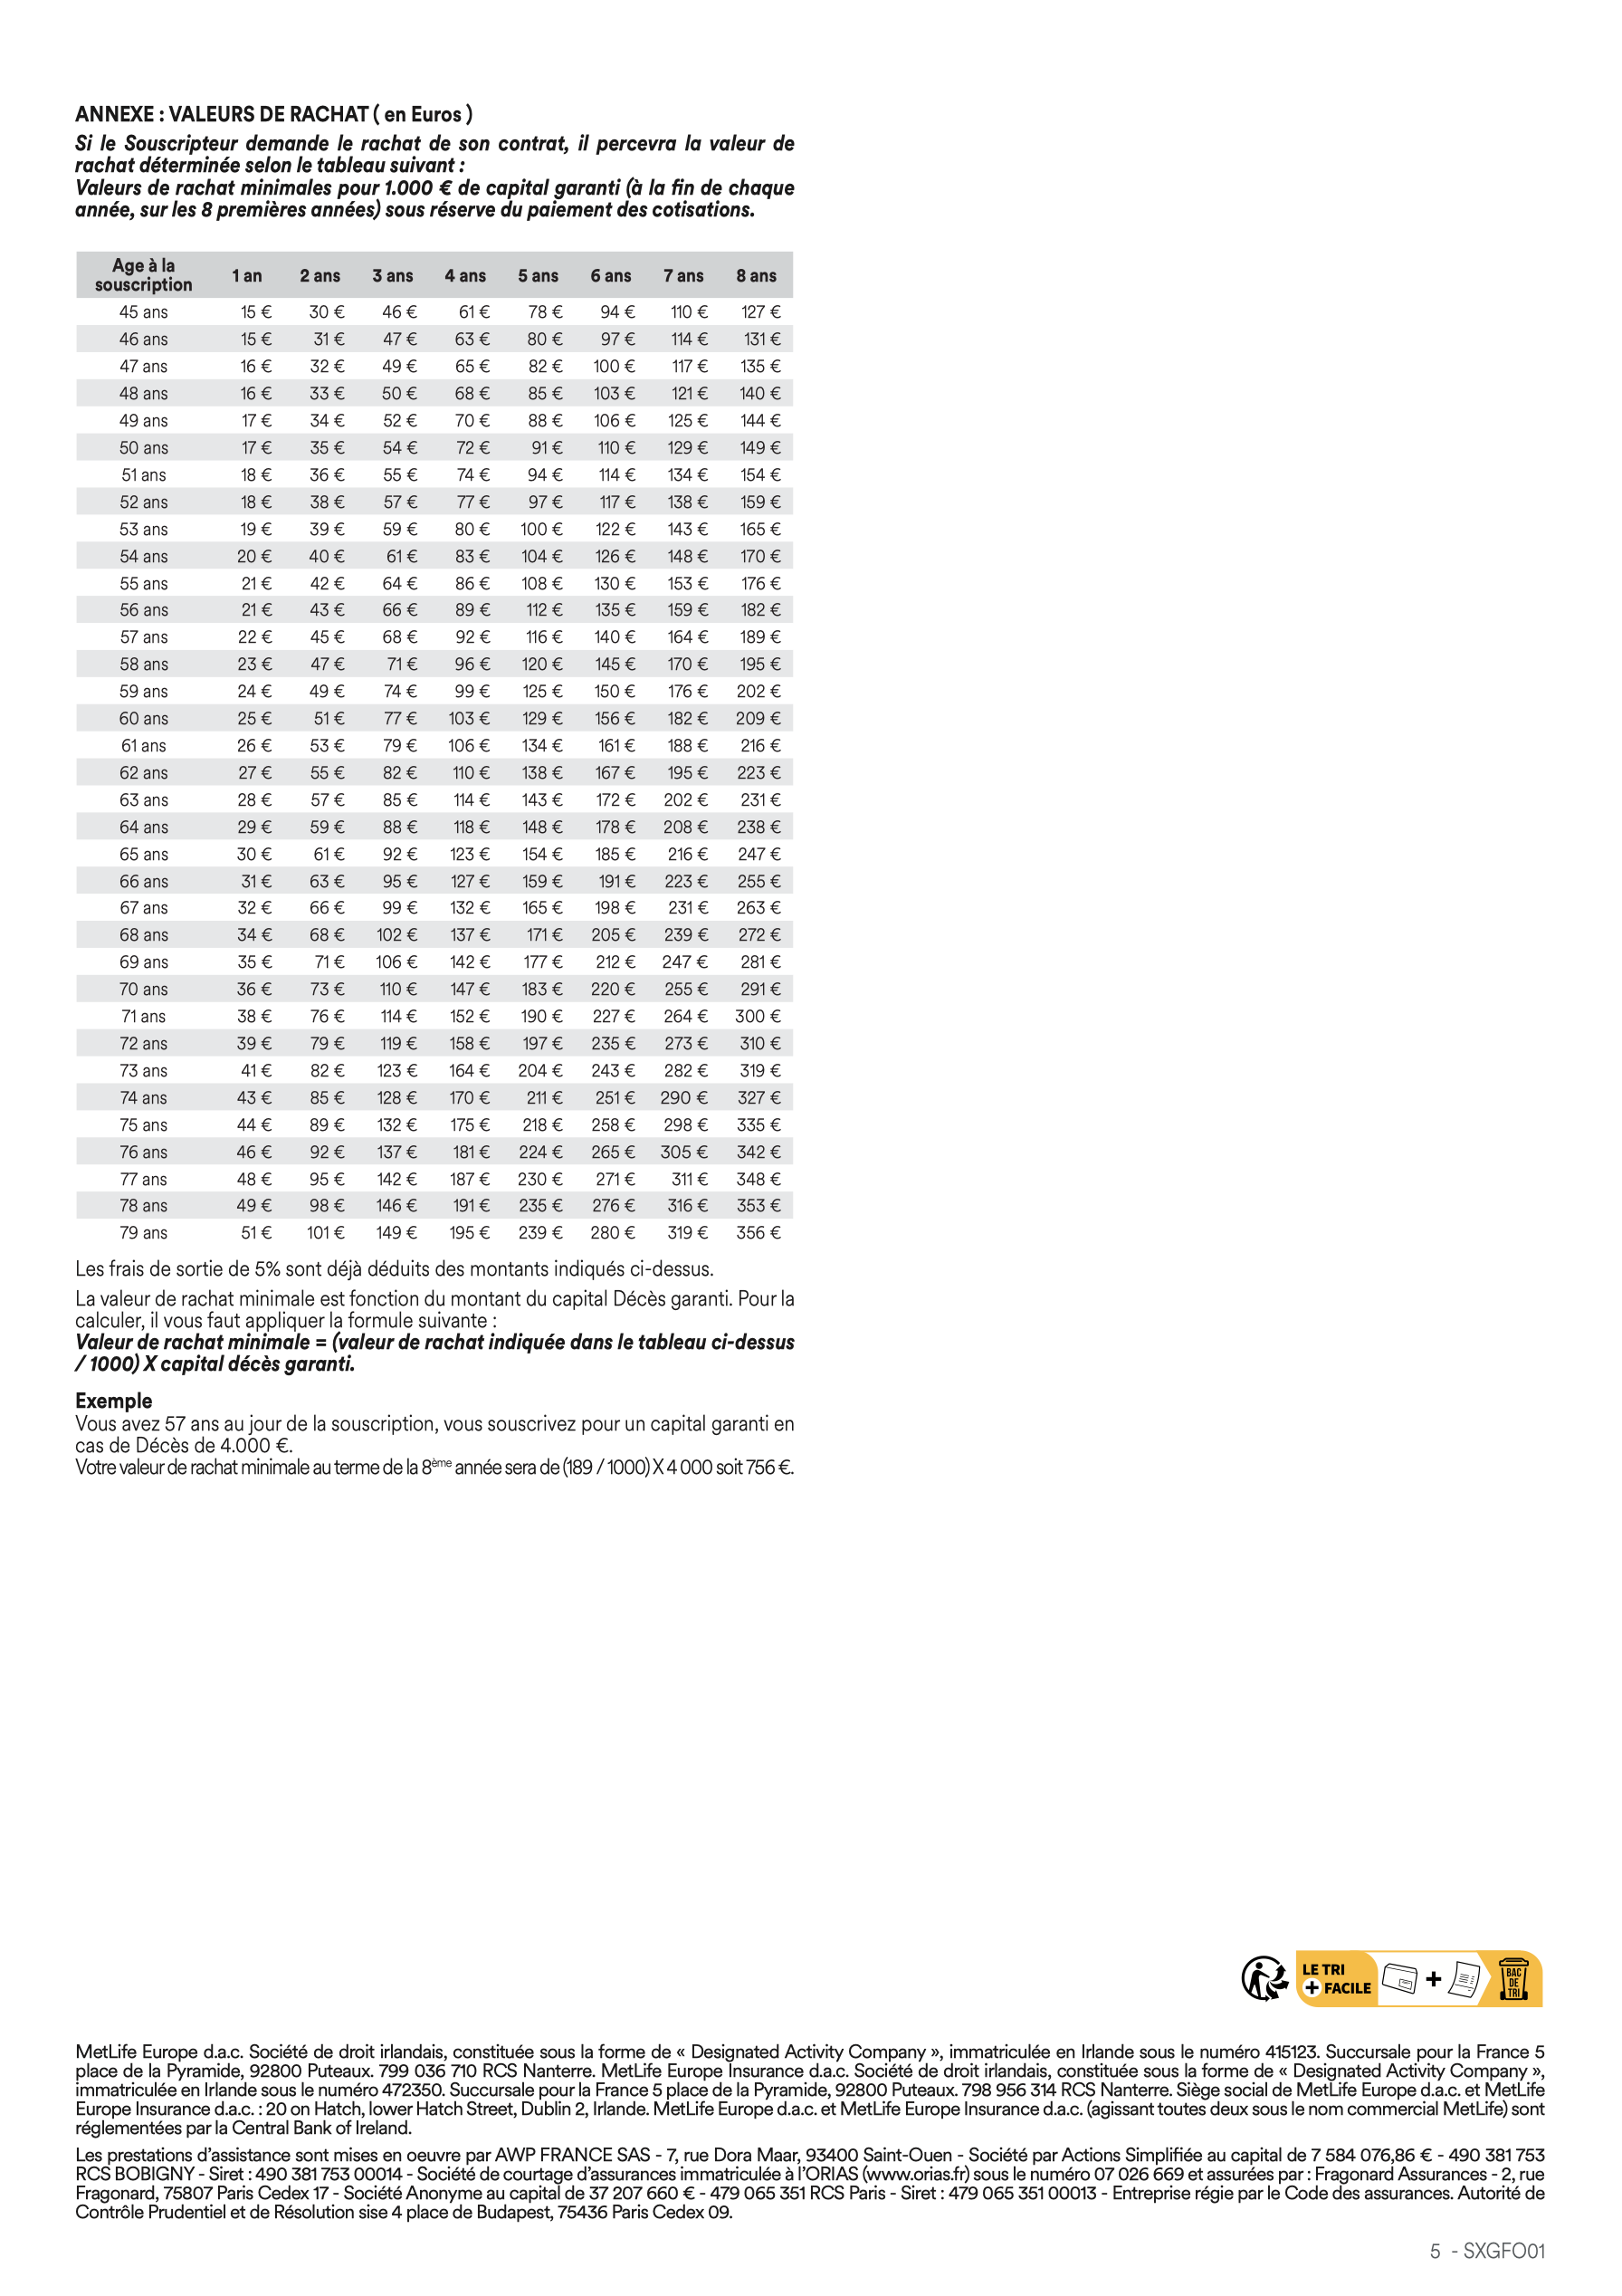 ANNEXE : VALEURS DE RACHAT ( en Euros )
Si le Souscripteur demande le rachat de son contrat, il percevra la valeur de
rachat déterminée selon le tableau suivant :
Valeurs de rachat minimales pour 1.000 € de capital garanti (à la fin de chaque
année, sur les 8 premières années) sous réserve du paiement des cotisations.
Age à la souscription 1 an 2 ans 3 ans 4 ans 5 ans 6 ans 7 ans 8 ans
45 ans 15 € 30 € 46 € 61 € 78 € 94 € 110 € 127 €
46 ans 15 € 31 € 47 € 63 € 80 € 97 € 114 € 131 €
47 ans 16 € 32 € 49 € 65 € 82 € 100 € 117 € 135 €
48 ans 16 € 33 € 50 € 68 € 85 € 103 € 121 € 140 €
49 ans 17 € 34 € 52 € 70 € 88 € 106 € 125 € 144 €
50 ans 17 € 35 € 54 € 72 € 91 € 110 € 129 € 149 €
51 ans 18 € 36 € 55 € 74 € 94 € 114 € 134 € 154 €
52 ans 18 € 38 € 57 € 77 € 97 € 117 € 138 € 159 €
53 ans 19 € 39 € 59 € 80 € 100 € 122 € 143 € 165 €
54 ans 20 € 40 € 61 € 83 € 104 € 126 € 148 € 170 €
55 ans 21 € 42 € 64 € 86 € 108 € 130 € 153 € 176 €
56 ans 21 € 43 € 66 € 89 € 112 € 135 € 159 € 182 €
57 ans 22 € 45 € 68 € 92 € 116 € 140 € 164 € 189 €
58 ans 23 € 47 € 71 € 96 € 120 € 145 € 170 € 195 €
59 ans 24 € 49 € 74 € 99 € 125 € 150 € 176 € 202 €
60 ans 25 € 51 € 77 € 103 € 129 € 156 € 182 € 209 €
61 ans 26 € 53 € 79 € 106 € 134 € 161 € 188 € 216 €
62 ans 27 € 55 € 82 € 110 € 138 € 167 € 195 € 223 €
63 ans 28 € 57 € 85 € 114 € 143 € 172 € 202 € 231 €
64 ans 29 € 59 € 88 € 118 € 148 € 178 € 208 € 238 €
65 ans 30 € 61 € 92 € 123 € 154 € 185 € 216 € 247 €
66 ans 31 € 63 € 95 € 127 € 159 € 191 € 223 € 255 €
67 ans 32 € 66 € 99 € 132 € 165 € 198 € 231 € 263 €
68 ans 34 € 68 € 102 € 137 € 171 € 205 € 239 € 272 €
69 ans 35 € 71 € 106 € 142 € 177 € 212 € 247 € 281 €
70 ans 36 € 73 € 110 € 147 € 183 € 220 € 255 € 291 €
71 ans 38 € 76 € 114 € 152 € 190 € 227 € 264 € 300 €
72 ans 39 € 79 € 119 € 158 € 197 € 235 € 273 € 310 €
73 ans 41 € 82 € 123 € 164 € 204 € 243 € 282 € 319 €
74 ans 43 € 85 € 128 € 170 € 211 € 251 € 290 € 327 €
75 ans 44 € 89 € 132 € 175 € 218 € 258 € 298 € 335 €
76 ans 46 € 92 € 137 € 181 € 224 € 265 € 305 € 342 €
77 ans 48 € 95 € 142 € 187 € 230 € 271 € 311 € 348 €
78 ans 49 € 98 € 146 € 191 € 235 € 276 € 316 € 353 €
79 ans 51 € 101 € 149 € 195 € 239 € 280 € 319 € 356 €
Les frais de sortie de 5% sont déjà déduits des montants indiqués ci-dessus.
La valeur de rachat minimale est fonction du montant du capital Décès garanti. Pour la
calculer, il vous faut appliquer la formule suivante :
Valeur de rachat minimale = (valeur de rachat indiquée dans le tableau ci-dessus
/ 1000) X capital décès garanti.
Exemple
Vous avez 57 ans au jour de la souscription, vous souscrivez pour un capital garanti en
cas de Décès de 4.000 €.
Votre valeur de rachat minimale au terme de la 8ème année sera de (189 / 1000) X 4 000 soit 756 €.
LE TRI
+ FACILE
+
BAC
DE
TRI
MetLife Europe d.a.c. Société de droit irlandais, constituée sous la forme de « Designated Activity Company », immatriculée en Irlande sous le numéro 415123. Succursale pour la France 5
place de la Pyramide, 92800 Puteaux. 799 036 710 RCS Nanterre. MetLife Europe Insurance d.a.c. Société de droit irlandais, constituée sous la forme de « Designated Activity Company »,
immatriculée en Irlande sous le numéro 472350. Succursale pour la France 5 place de la Pyramide, 92800 Puteaux. 798 956 314 RCS Nanterre. Siège social de MetLife Europe d.a.c. et MetLife
Europe Insurance d.a.c. : 20 on Hatch, lower Hatch Street, Dublin 2, Irlande. MetLife Europe d.a.c. et MetLife Europe Insurance d.a.c. (agissant toutes deux sous le nom commercial MetLife) sont
réglementées par la Central Bank of Ireland.
Les prestations d'assistance sont mises en oeuvre par AWP FRANCE SAS - 7, rue Dora Maar, 93400 Saint-Ouen - Société par Actions Simplifiée au capital de 7 584 076,86 € - 490 381 753
RCS BOBIGNY - Siret : 490 381 753 00014 - Société de courtage d'assurances immatriculée à l'ORIAS (www.orias.fr) sous le numéro 07 026 669 et assurées par : Fragonard Assurances - 2, rue
Fragonard, 75807 Paris Cedex 17 - Société Anonyme au capital de 37 207 660 € - 479 065 351 RCS Paris - Siret : 479 065 351 00013 - Entreprise régie par le Code des assurances. Autorité de
Contrôle Prudentiel et de Résolution sise 4 place de Budapest, 75436 Paris Cedex 09.
5 - SXGFO01